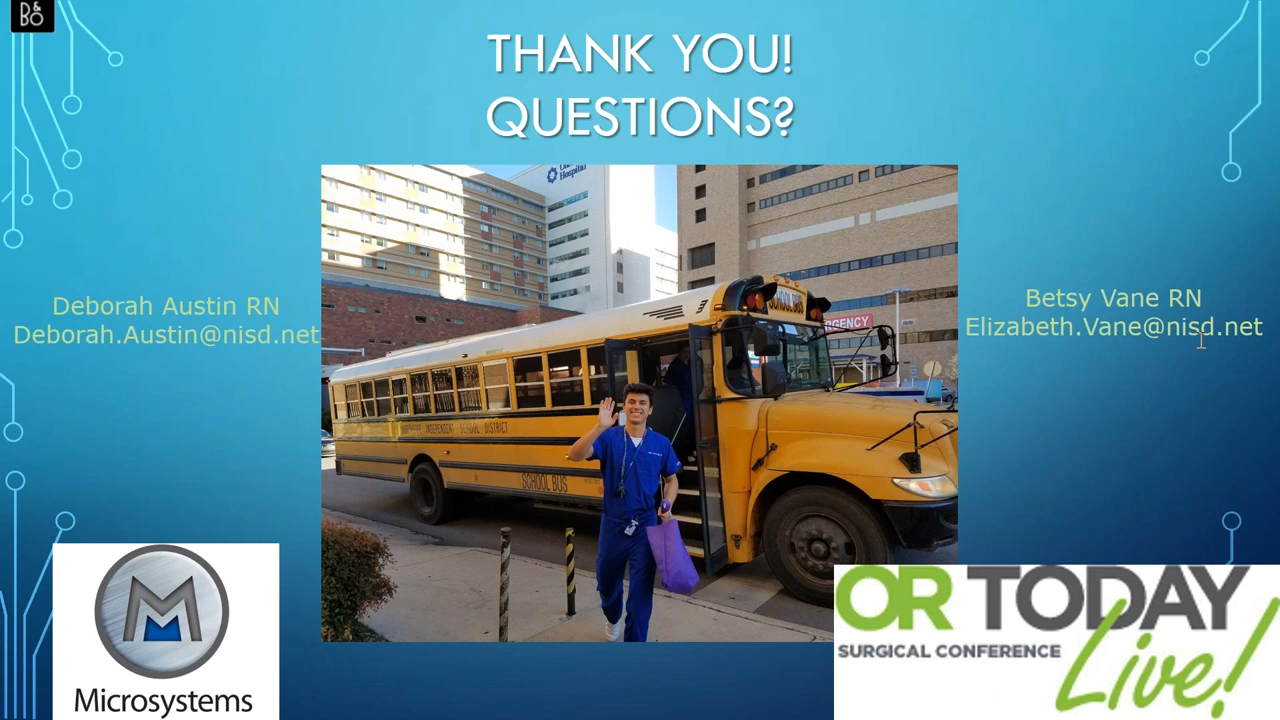 B&O
THANK YOU!
QUESTIONS?
Hospital
Deborah Austin RN
Deborah.Austin@nisd.net
Betsy Vane RN
Elizabeth.Vane@nisd.net
SCHOOL BUS
INDEPENDENT SCHOOL DISTRICT
SCHOOL BUS
M
Microsystems
OR TODAY
SURGICAL CONFERENCE
Live!